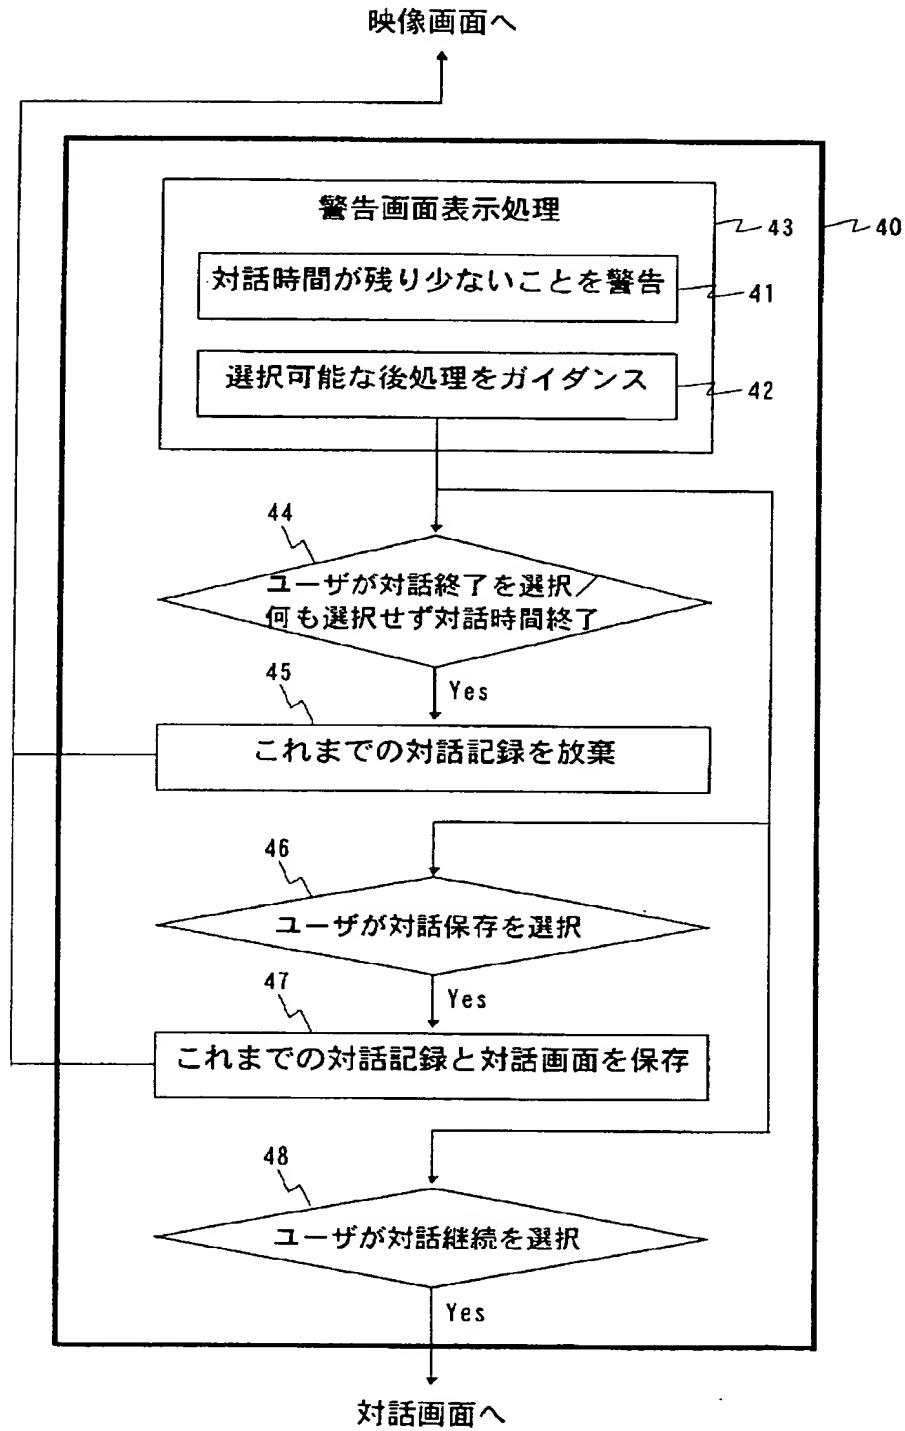 映像画面へ
警告画面表示処理
43
40
対話時間が残り少ないことを警告
41
選択可能な後処理をガイダンス
42
44
ユーザが対話終了を選択／
何も選択せず対話時間終了
Yes
45
これまでの対話記録を放棄
46
ユーザが対話保存を選択
Yes
47
これまでの対話記録と対話画面を保存
48
ユーザが対話継続を選択
Yes
対話画面へ